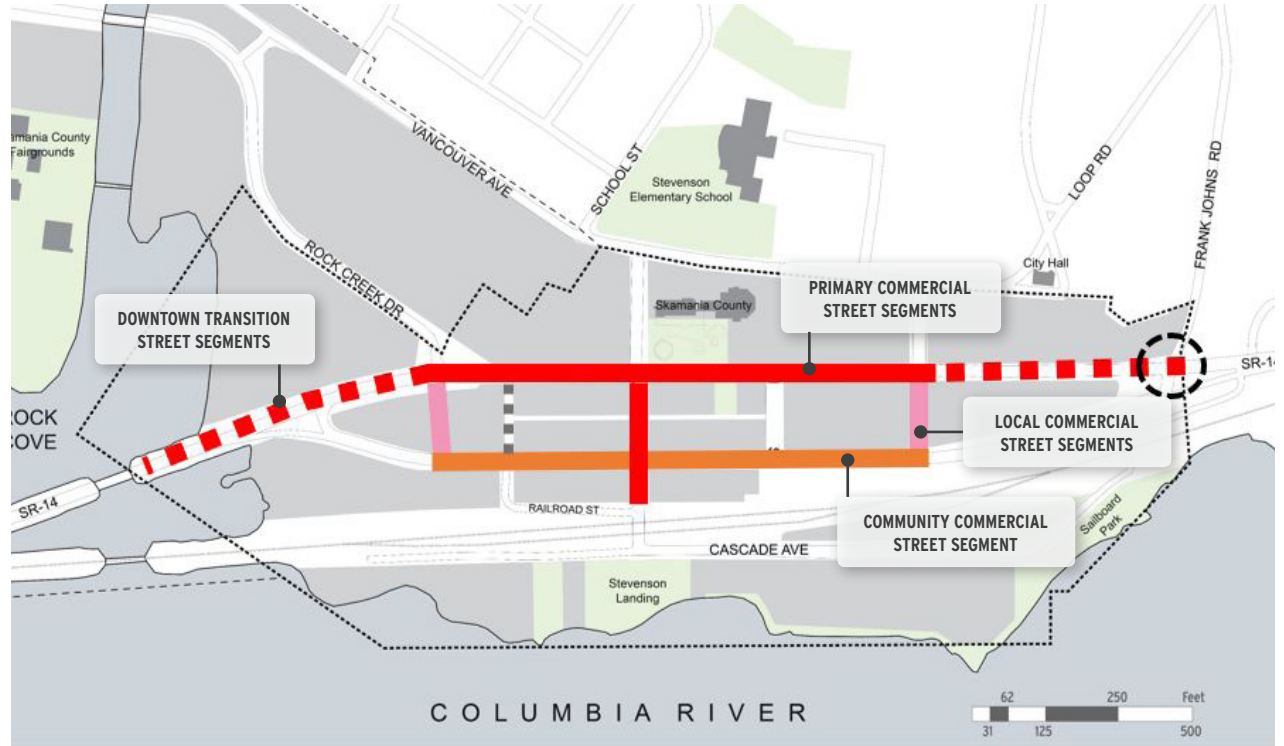 amania County
Fairgrounds
VANCOUVER AVE
SCHOOL ST
Stevenson
Elementary School
LOOP RD
FRANK JOHNS RD
City Hall
ROCK CREEK DR
Skamania County
PRIMARY COMMERCIAL
STREET SEGMENTS
DOWNTOWN TRANSITION
STREET SEGMENTS
SR-14
OCK
OVE
LOCAL COMMERCIAL
STREET SEGMENTS
SR-14
RAILROAD ST
COMMUNITY COMMERCIAL
STREET SEGMENT
Sailboard
Park
CASCADE AVE
Stevenson
Landing
COLUMBIA RIVER
62 250 Feet
31 125 500